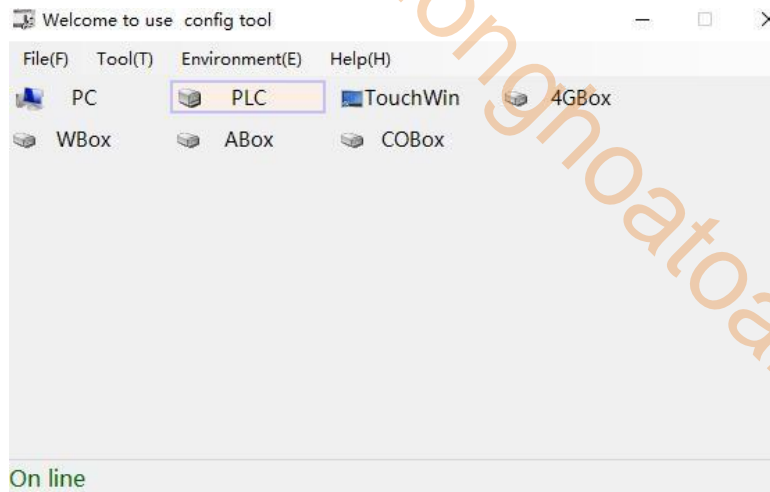 Welcome to use config tool
File(F) Tool(T) Environment(E) Help(H)
PC PLC TouchWin 4GBox
WBox ABox COBox
On line